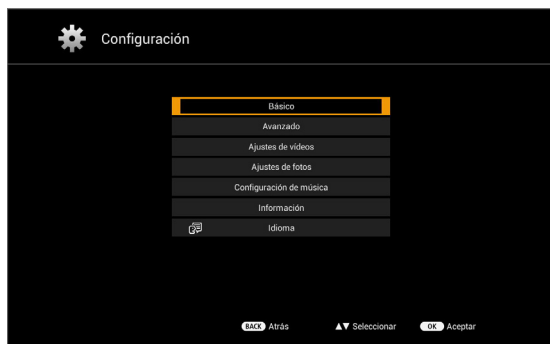 Configuración
Básico
Avanzado
Ajustes de vídeos
Ajustes de fotos
Configuración de música
Información
Idioma
BACK Atrás ▲▼ Seleccionar OK Aceptar